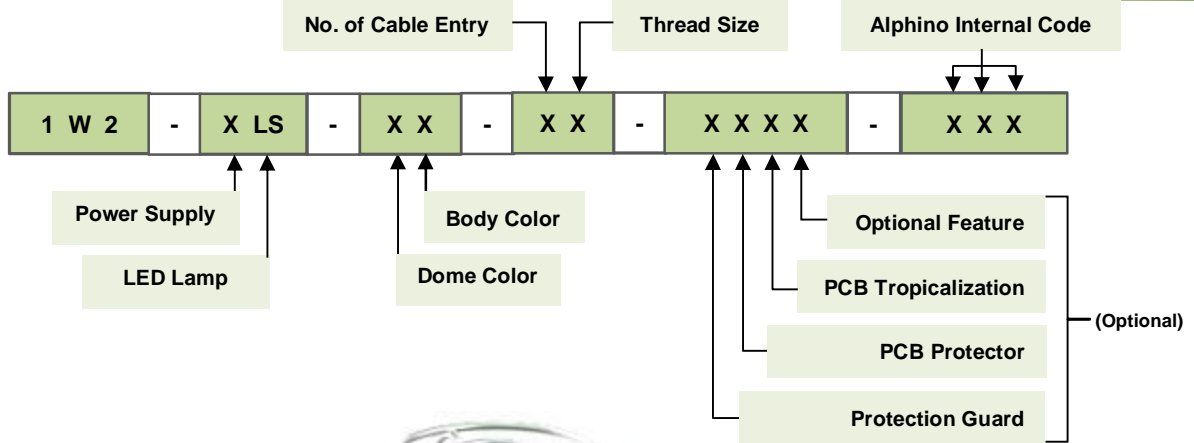 No. of Cable Entry Thread Size Alphino Internal Code
1 W 2 - X LS - X X - X X - X X X X - X X X
Power Supply Body Color Optional Feature
LED Lamp Dome Color PCB Tropicalization
(Optional)
PCB Protector
Protection Guard